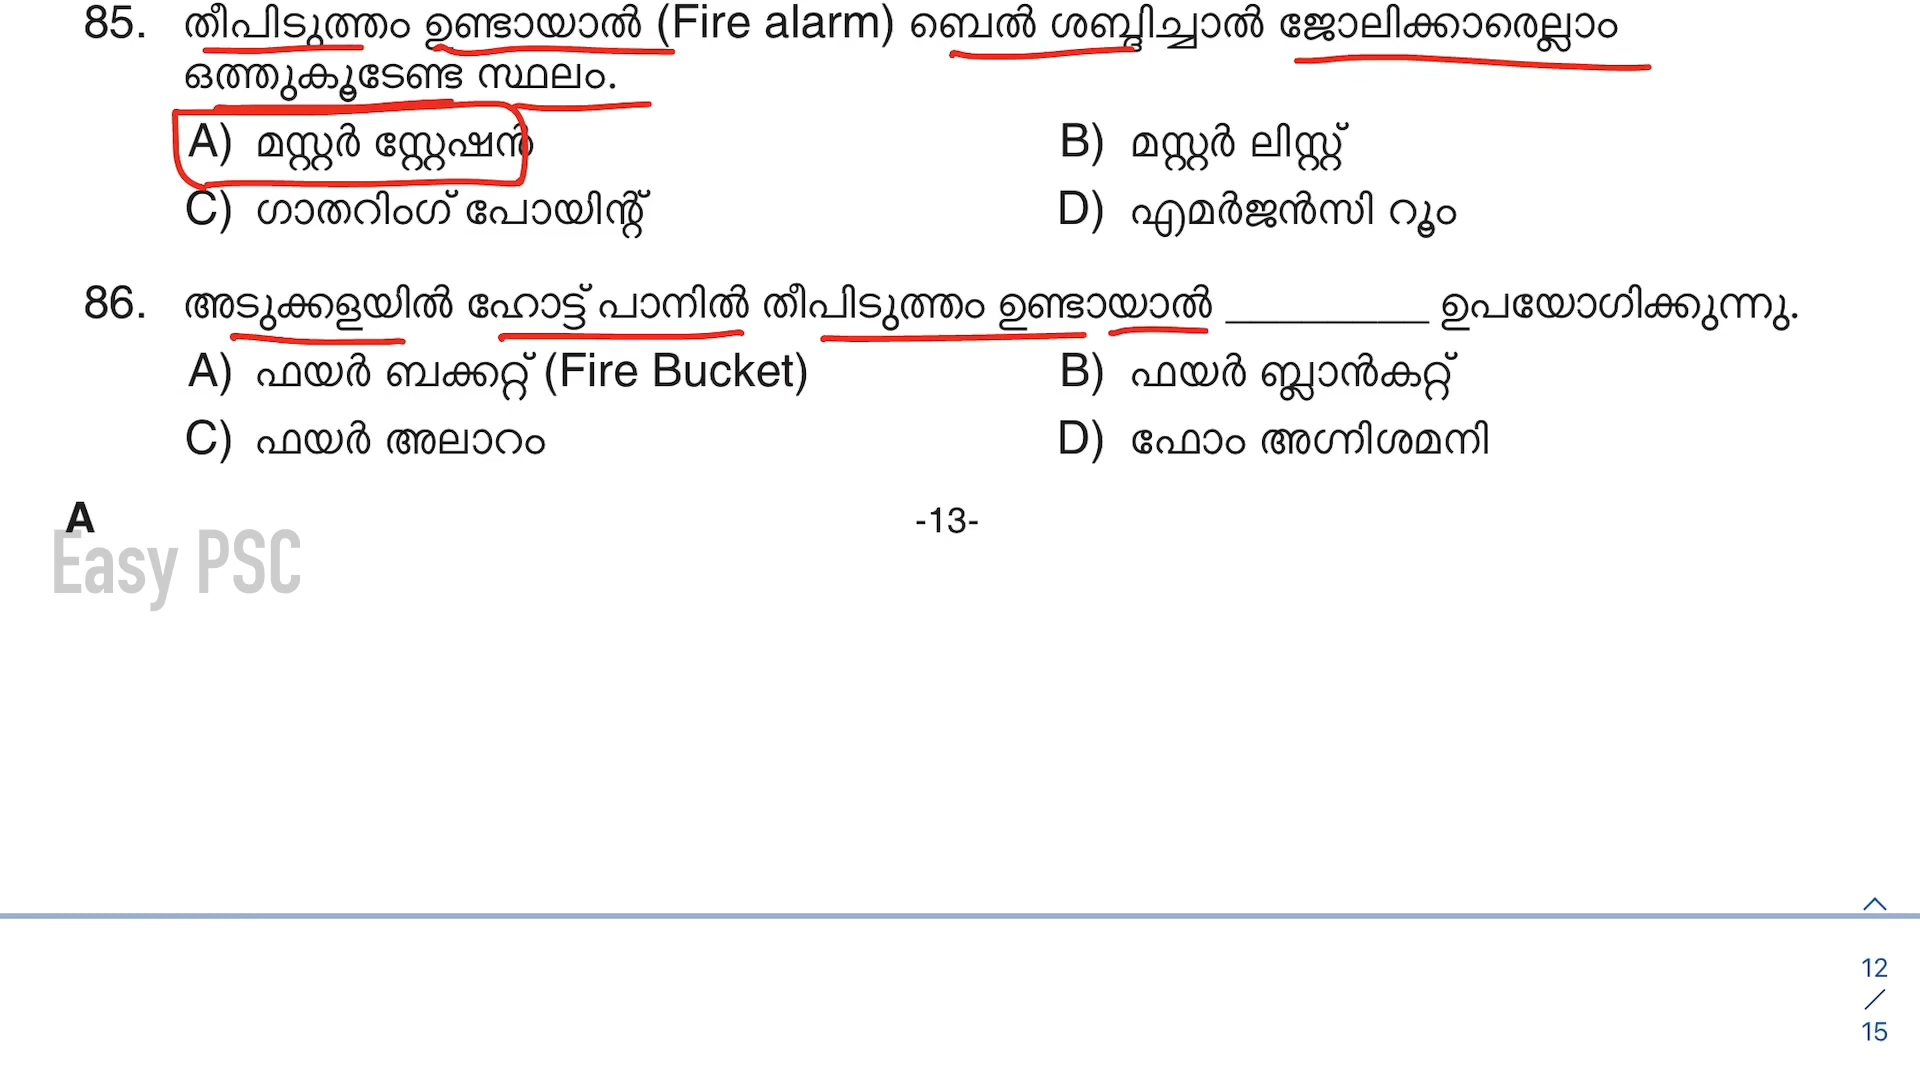 85. തീപിടുത്തം ഉണ്ടായാൽ (Fire alarm) ബെൽ ശബ്ദിച്ചാൽ ജോലിക്കാരെല്ലാം
ഒത്തുകൂടേണ്ട സ്ഥലം.
A) മസ്റ്റർ സ്റ്റേഷൻ B) മസ്റ്റർ ലിസ്റ്റ്
C) ഗാതറിംഗ് പോയിന്റ് D) എമർജൻസി റൂം
86. അടുക്കളയിൽ ഹോട്ട് പാനിൽ തീപിടുത്തം ഉണ്ടായാൽ ________ ഉപയോഗിക്കുന്നു.
A) ഫയർ ബക്കറ്റ് (Fire Bucket) B) ഫയർ ബ്ലാൻകറ്റ്
C) ഫയർ അലാറം D) ഫോം അഗ്നിശമനി
A -13-
Easy PSC
12
/
15